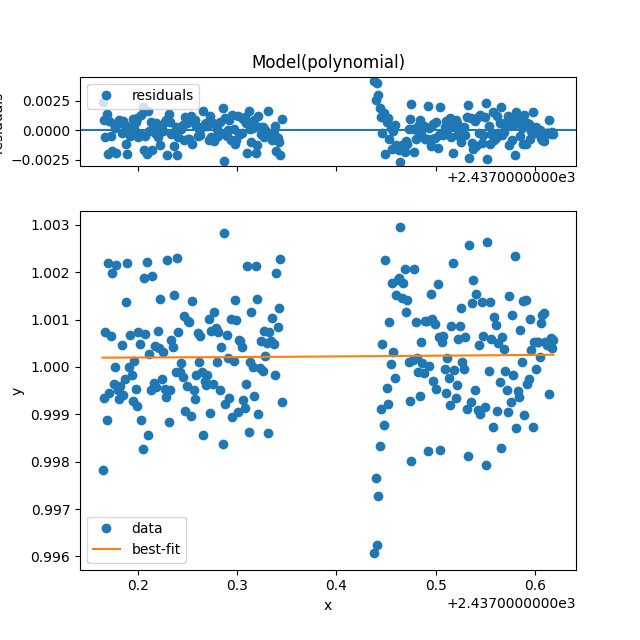 Model(polynomial)
residuals
0.0025
0.0000
−0.0025
+2.4370000000e3
1.003
1.002
1.001
1.000
0.999
0.998
0.997
0.996
y
data
best-fit
0.2
0.3
0.4
0.5
0.6
x
+2.4370000000e3